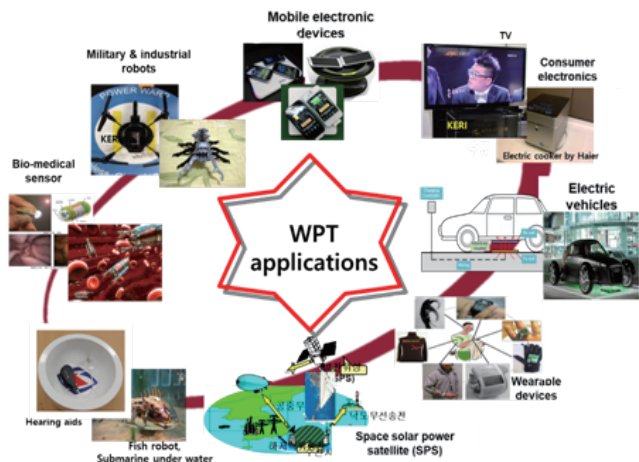 Mobile electronic
devices
TV
Military & industrial
robots
Consumer
electronics
POWER
KERI
KERI
Electric cooker by Haier
Bio-medical
sensor
Electric
vehicles
WPT
applications
Wearable
devices
Hearing aids
Fish robot,
Submarine under water
Space solar power
satellite (SPS)